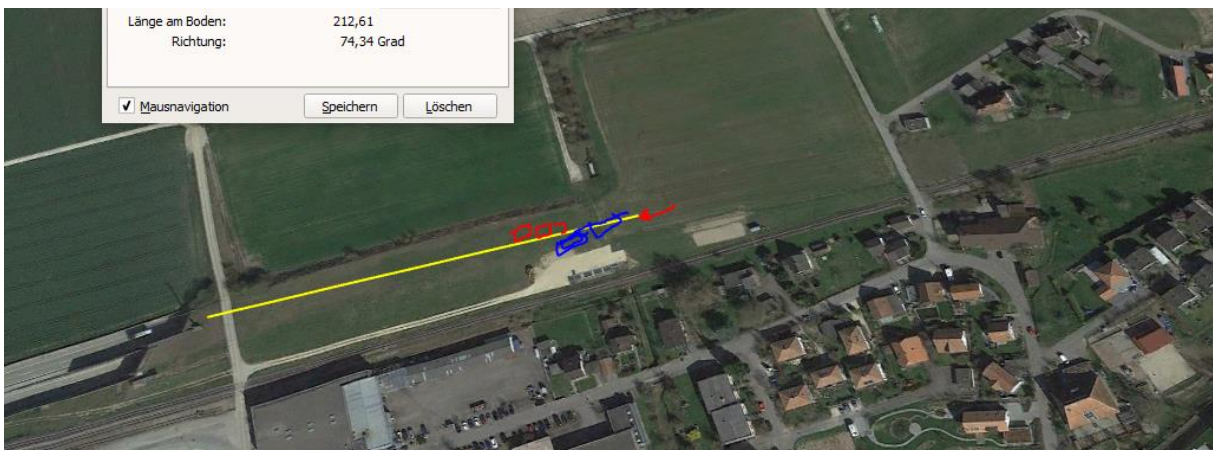 Länge am Boden: 212,61
Richtung: 74,34 Grad
Mausnavigation Speichern Löschen